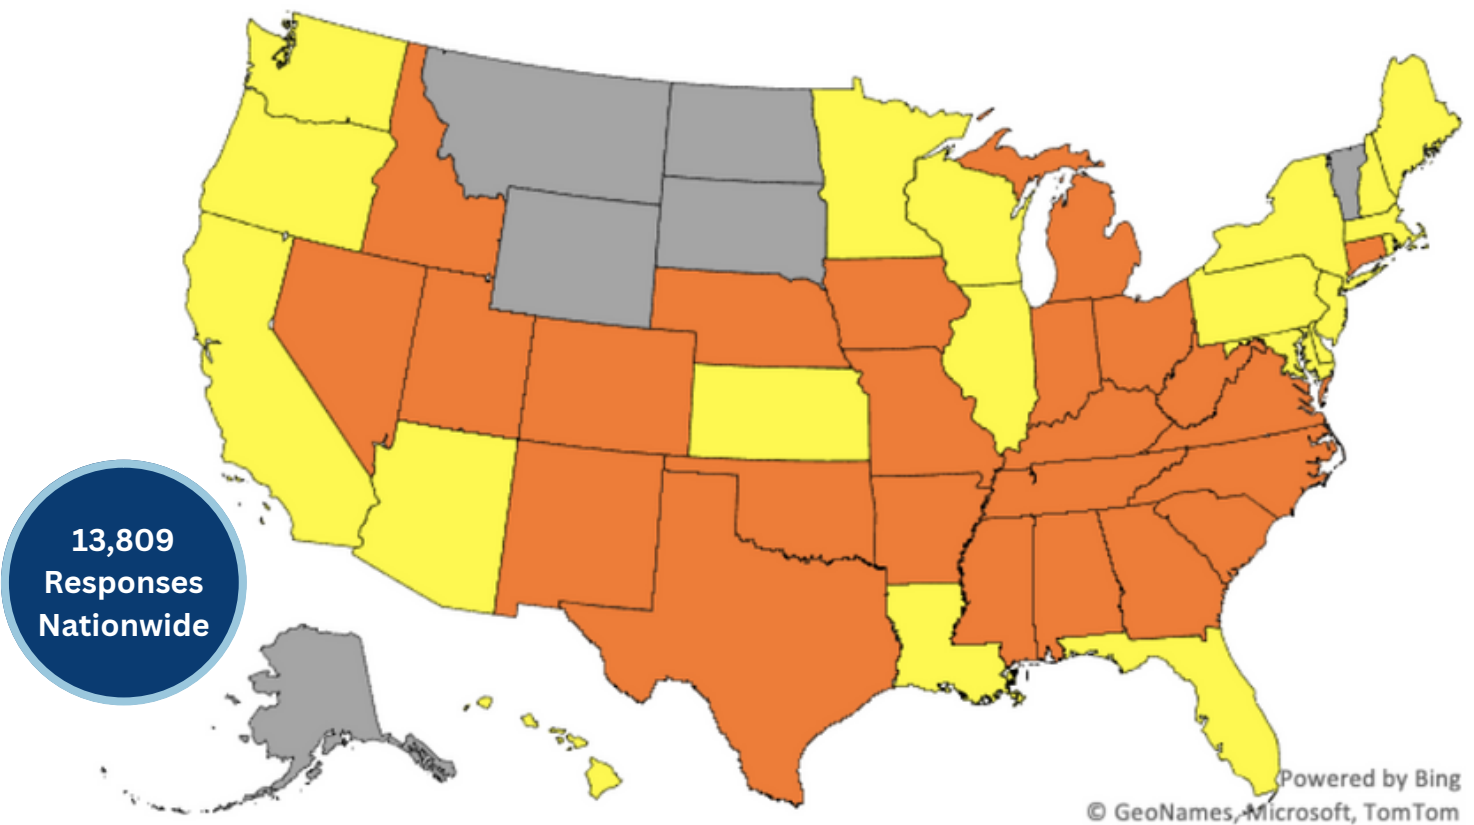 13,809
Responses
Nationwide
Powered by Bing
© GeoNames, Microsoft, TomTom